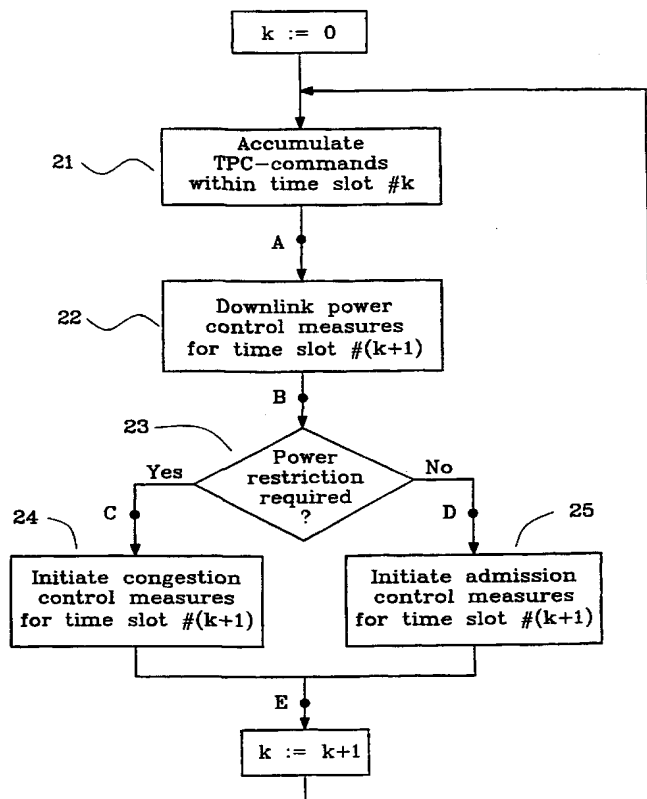 k := 0
21
Accumulate
TPC-commands
within time slot #k
A
22
Downlink power
control measures
for time slot #(k+1)
B
23
Power
restriction
required
?
Yes
No
C
D
24
25
Initiate congestion
control measures
for time slot #(k+1)
Initiate admission
control measures
for time slot #(k+1)
E
k := k+1